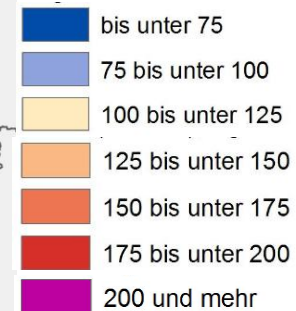 bis unter 75
75 bis unter 100
100 bis unter 125
125 bis unter 150
150 bis unter 175
175 bis unter 200
200 und mehr